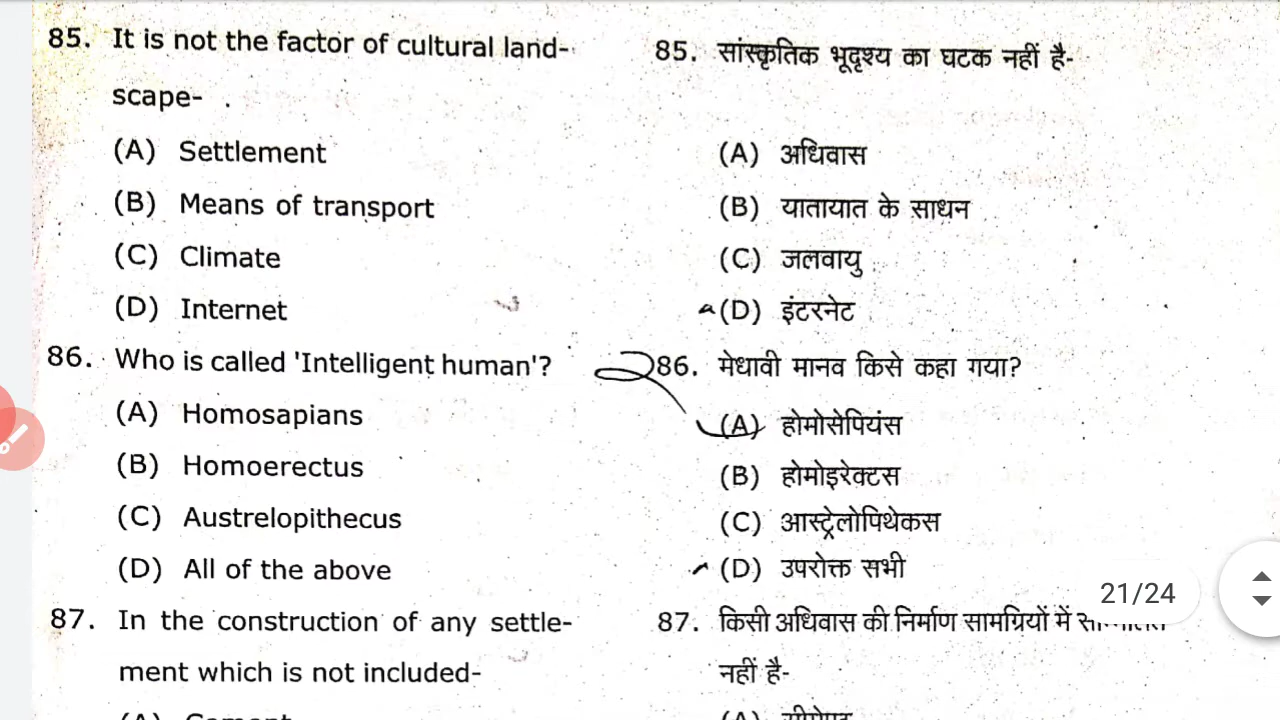 85. It is not the factor of cultural land-
scape-
(A) Settlement
(B) Means of transport
(C) Climate
(D) Internet
86. Who is called 'Intelligent human'?
(A) Homosapians
(B) Homoerectus
(C) Austrelopithecus
(D) All of the above
87. In the construction of any settle-
ment which is not included-
(A) Cement
85. सांस्कृतिक भूदृश्य का घटक नहीं है-
(A) अधिवास
(B) यातायात के साधन
(C) जलवायु
(D) इंटरनेट
86. मेधावी मानव किसे कहा गया?
(A) होमोसेपियंस
(B) होमोइरेक्टस
(C) आस्ट्रेलोपिथेकस
(D) उपरोक्त सभी
87. किसी अधिवास की निर्माण सामग्रियों में
नहीं है-
(A) सीमेण्ट
21/24